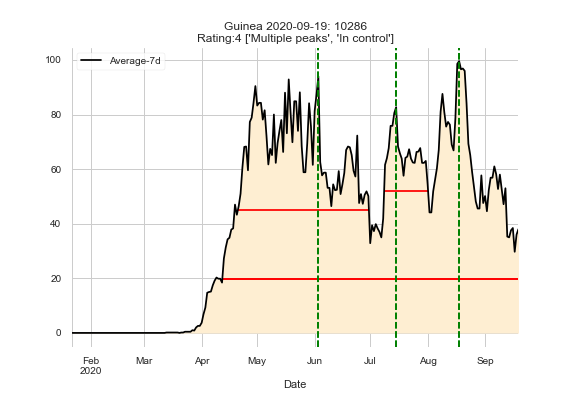 Guinea 2020-09-19: 10286
Rating:4 ['Multiple peaks', 'In control']
Average-7d
100
80
60
40
20
0
Feb Mar Apr May Jun Jul Aug Sep
2020
Date